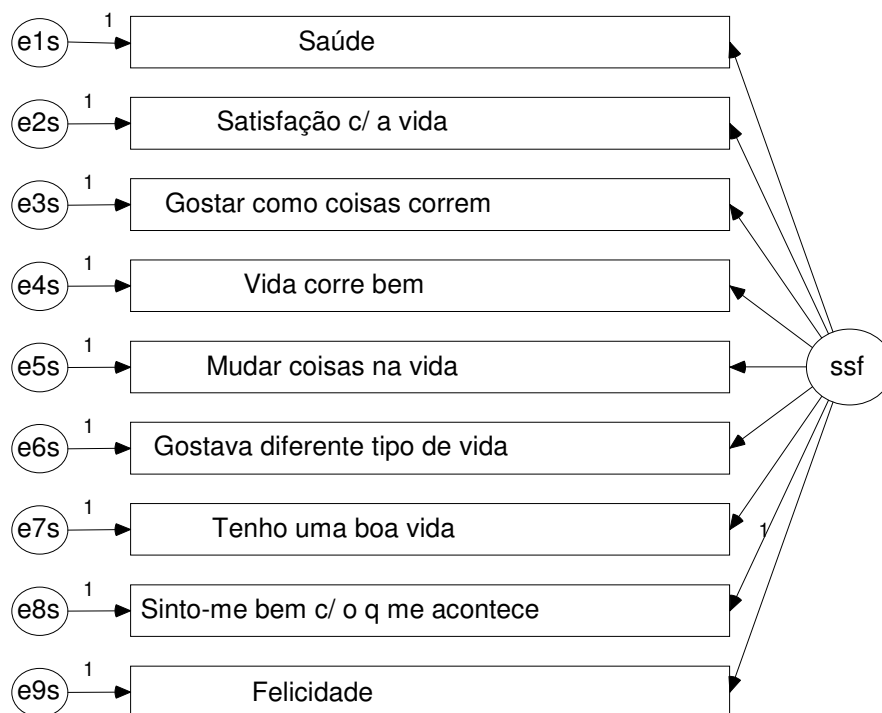 1
e1s Saúde
1
e2s Satisfação c/ a vida
1
e3s Gostar como coisas correm
1
e4s Vida corre bem
1
e5s Mudar coisas na vida
ssf
1
e6s Gostava diferente tipo de vida
1
e7s Tenho uma boa vida
1
1
e8s Sinto-me bem c/ o q me acontece
1
e9s Felicidade